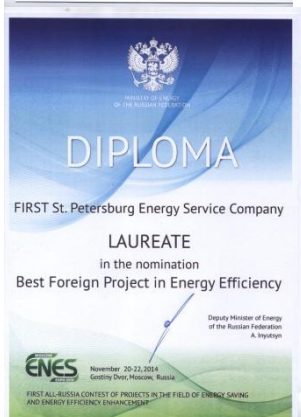 MINISTRY OF ENERGY
OF THE RUSSIAN FEDERATION
DIPLOMA
FIRST St. Petersburg Energy Service Company
LAUREATE
in the nomination
Best Foreign Project in Energy Efficiency
Deputy Minister of Energy
of the Russian Federation
A. Inyutsyn
ENES
November 20-22, 2014
Gostiny Dvor, Moscow, Russia
FIRST ALL-RUSSIA CONTEST OF PROJECTS IN THE FIELD OF ENERGY SAVING
AND ENERGY EFFICIENCY ENHANCEMENT